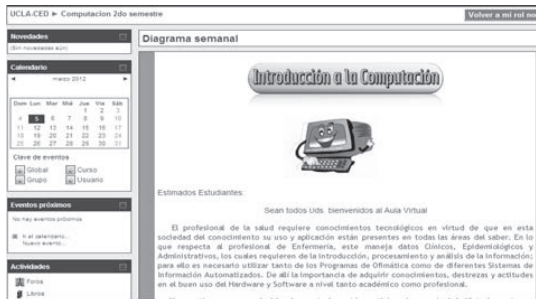 UCLA-CED ► Computacion 2do semestre
Volver a mi rol no
Novedades
(Sin novedades aún)
Calendario
◄ marzo 2012 ►
Dom Lun Mar Mié Jue Vie Sáb
1 2 3
4 5 6 7 8 9 10
11 12 13 14 15 16 17
18 19 20 21 22 23 24
25 26 27 28 29 30 31
Clave de eventos
Global Curso
Grupo Usuario
Eventos próximos
No hay eventos próximos
Ir al calendario...
Nuevo evento...
Actividades
Foros
Libros
Diagrama semanal
Introducción a la Computación
Estimados Estudiantes:
Sean todos Uds. bienvenidos al Aula Virtual
El profesional de la salud requiere conocimientos tecnológicos en virtud de que en esta
sociedad del conocimiento su uso y aplicación están presentes en todas las áreas del saber. En lo
que respecta al profesional de Enfermería, este maneja datos Clínicos, Epidemiológicos y
Administrativos, los cuales requieren de la introducción, procesamiento y análisis de la información;
para ello es necesario utilizar tanto de los Programas de Ofimática como de diferentes Sistemas de
Información Automatizados. De allí la importancia de adquirir conocimientos, destrezas y actitudes
en el buen uso del Hardware y Software a nivel tanto académico como profesional.